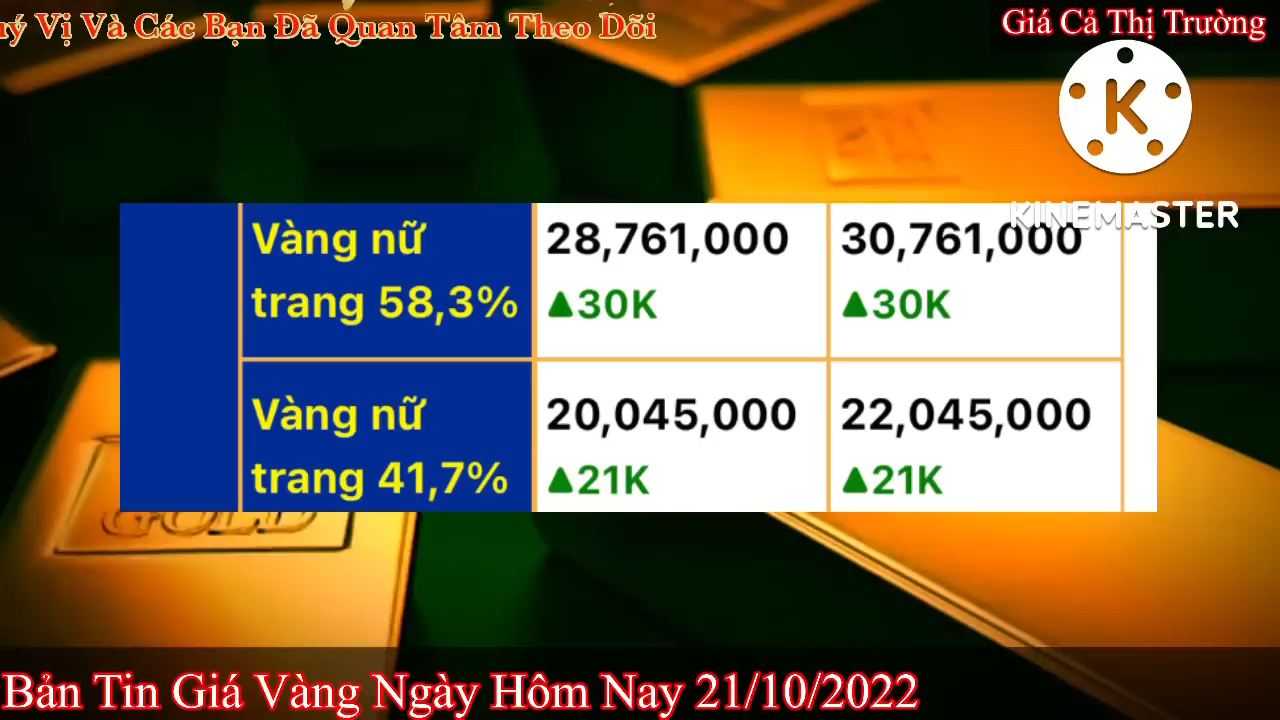 Vị Và Các Bạn Đã Quan Tâm Theo Dõi
Giá Cả Thị Trường
K
KINEMASTER
Vàng nữ
trang 58,3%
28,761,000
▲30K
30,761,000
▲30K
Vàng nữ
trang 41,7%
20,045,000
▲21K
22,045,000
▲21K
GOLD
Bản Tin Giá Vàng Ngày Hôm Nay 21/10/2022